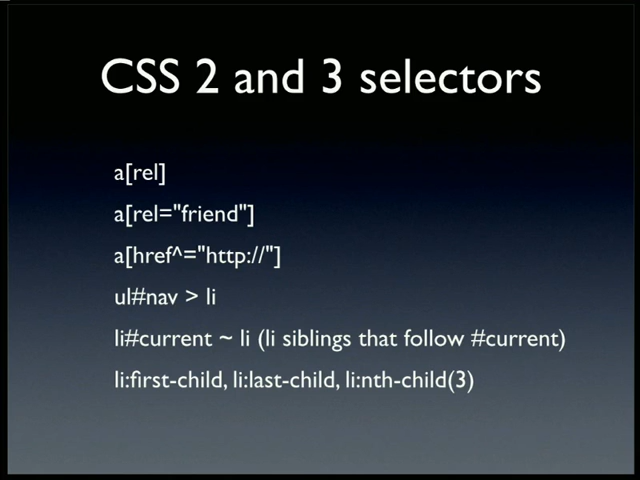 CSS 2 and 3 selectors
a[rel]
a[rel="friend"]
a[href^="http://"]
ul#nav > li
li#current ~ li (li siblings that follow #current)
li:first-child, li:last-child, li:nth-child(3)